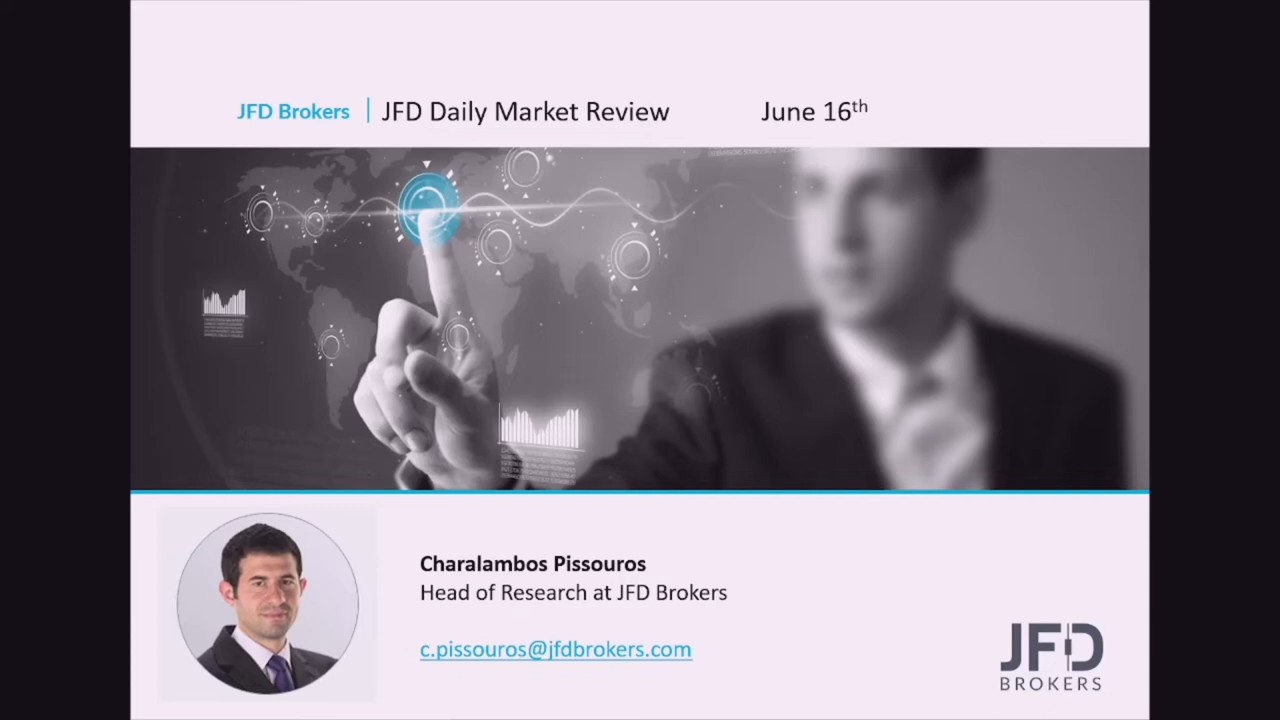 JFD Brokers | JFD Daily Market Review June 16th
Charalambos Pissouros
Head of Research at JFD Brokers
c.pissouros@jfdbrokers.com
JFD
BROKERS